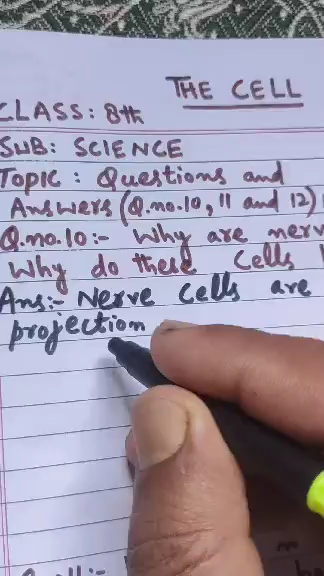 THE CELL
CLASS: 8th
SUB: SCIENCE
TOPIC: Questions and
Answers (Q.no.10, 11 and 12)
Q.no.10:- Why are
Why do these cells
Ans:- Nerve cells are
projection